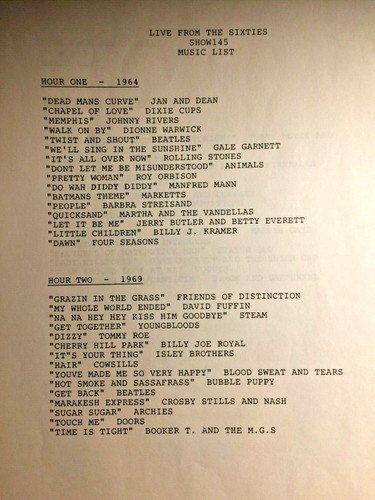 LIVE FROM THE SIXTIES
SHOW145
MUSIC LIST
HOUR ONE - 1964
"DEAD MANS CURVE" JAN AND DEAN
"CHAPEL OF LOVE" DIXIE CUPS
"MEMPHIS" JOHNNY RIVERS
"WALK ON BY" DIONNE WARWICK
"TWIST AND SHOUT" BEATLES
"WE'LL SING IN THE SUNSHINE" GALE GARNETT
"IT'S ALL OVER NOW" ROLLING STONES
"DONT LET ME BE MISUNDERSTOOD" ANIMALS
"PRETTY WOMAN" ROY ORBISON
"DO WAH DIDDY DIDDY" MANFRED MANN
"BATMANS THEME" MARKETTS
"PEOPLE" BARBRA STREISAND
"QUICKSAND" MARTHA AND THE VANDELLAS
"LET IT BE ME" JERRY BUTLER AND BETTY EVERETT
"LITTLE CHILDREN" BILLY J. KRAMER
"DAWN" FOUR SEASONS
HOUR TWO - 1969
"GRAZIN IN THE GRASS" FRIENDS OF DISTINCTION
"MY WHOLE WORLD ENDED" DAVID FUFFIN
"NA NA HEY HEY KISS HIM GOODBYE" STEAM
"GET TOGETHER" YOUNGBLOODS
"DIZZY" TOMMY ROE
"CHERRY HILL PARK" BILLY JOE ROYAL
"IT'S YOUR THING" ISLEY BROTHERS
"HAIR" COWSILLS
"YOUVE MADE ME SO VERY HAPPY" BLOOD SWEAT AND TEARS
"HOT SMOKE AND SASSAFRASS" BUBBLE PUPPY
"GET BACK" BEATLES
"MARAKESH EXPRESS" CROSBY STILLS AND NASH
"SUGAR SUGAR" ARCHIES
"TOUCH ME" DOORS
"TIME IS TIGHT" BOOKER T. AND THE M.G.S